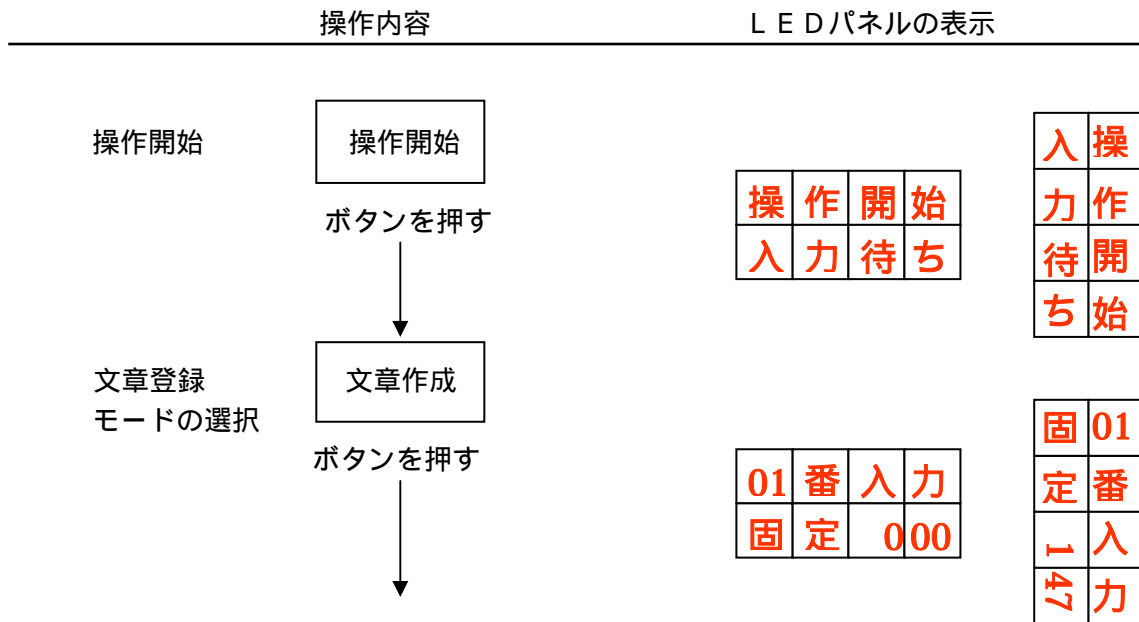 操作内容 ＬＥＤパネルの表示
操作開始
操作開始
ボタンを押す
操作開始
入力待ち
操作開始
入力待ち
文章登録
モードの選択
文章作成
ボタンを押す
01番入力
固定 000
01番入力
固定147